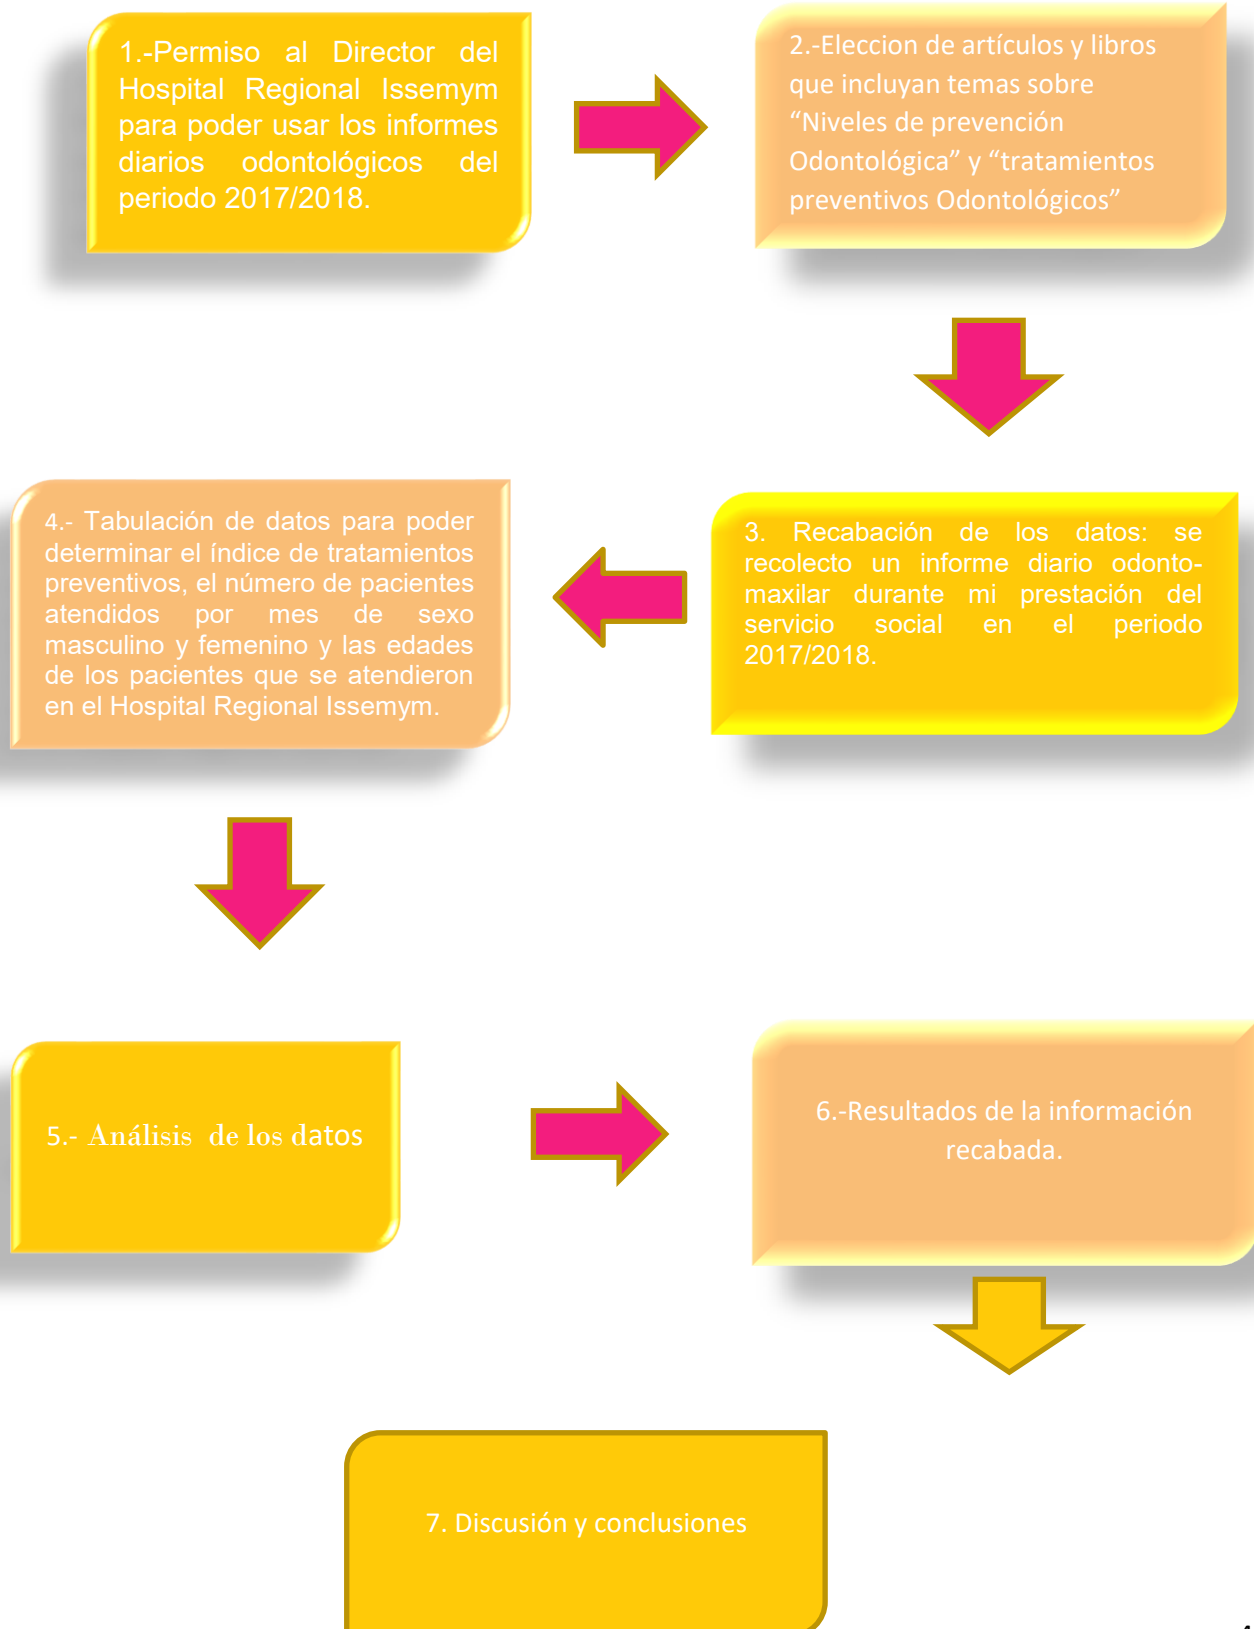 1.-Permiso al Director del
Hospital Regional Issemym
para poder usar los informes
diarios odontológicos del
periodo 2017/2018.
2.-Eleccion de artículos y libros
que incluyan temas sobre
“Niveles de prevención
Odontológica” y “tratamientos
preventivos Odontológicos”
3. Recabación de los datos: se
recolecto un informe diario odonto-
maxilar durante mi prestación del
servicio social en el periodo
2017/2018.
4.- Tabulación de datos para poder
determinar el índice de tratamientos
preventivos, el número de pacientes
atendidos por mes de sexo
masculino y femenino y las edades
de los pacientes que se atendieron
en el Hospital Regional Issemym.
5.- Análisis de los datos
6.-Resultados de la información
recabada.
7. Discusión y conclusiones